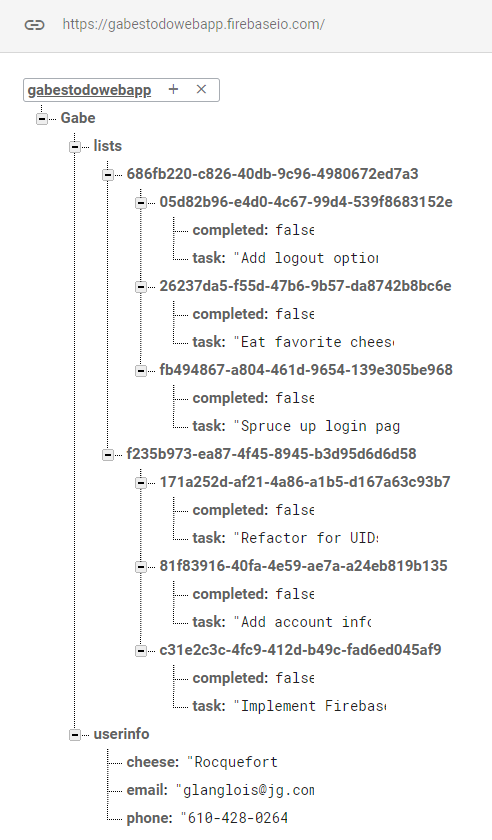 https://gabestodowebapp.firebaseio.com/
gabestodowebapp + ×
Gabe
lists
686fb220-c826-40db-9c96-4980672ed7a3
05d82b96-e4d0-4c67-99d4-539f8683152e
completed: false
task: "Add logout option
26237da5-f55d-47b6-9b57-da8742b8bc6e
completed: false
task: "Eat favorite cheese
fb494867-a804-461d-9654-139e305be968
completed: false
task: "Spruce up login pag
f235b973-ea87-4f45-8945-b3d95d6d6d58
171a252d-af21-4a86-a1b5-d167a63c93b7
completed: false
task: "Refactor for UIDs
81f83916-40fa-4e59-ae7a-a24eb819b135
completed: false
task: "Add account info
c31e2c3c-4fc9-412d-b49c-fad6ed045af9
completed: false
task: "Implement Firebase
userinfo
cheese: "Rocquefort
email: "glanglois@jg.com
phone: "610-428-0264